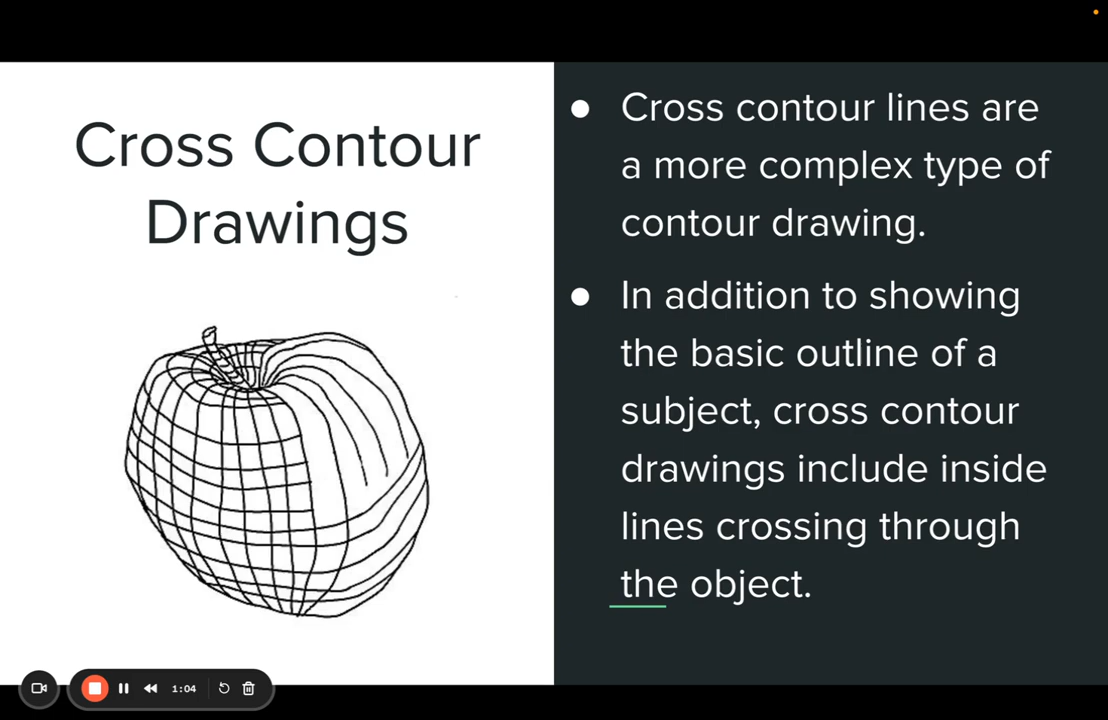 Cross Contour
Drawings
● Cross contour lines are
a more complex type of
contour drawing.
● In addition to showing
the basic outline of a
subject, cross contour
drawings include inside
lines crossing through
the object.
1:04